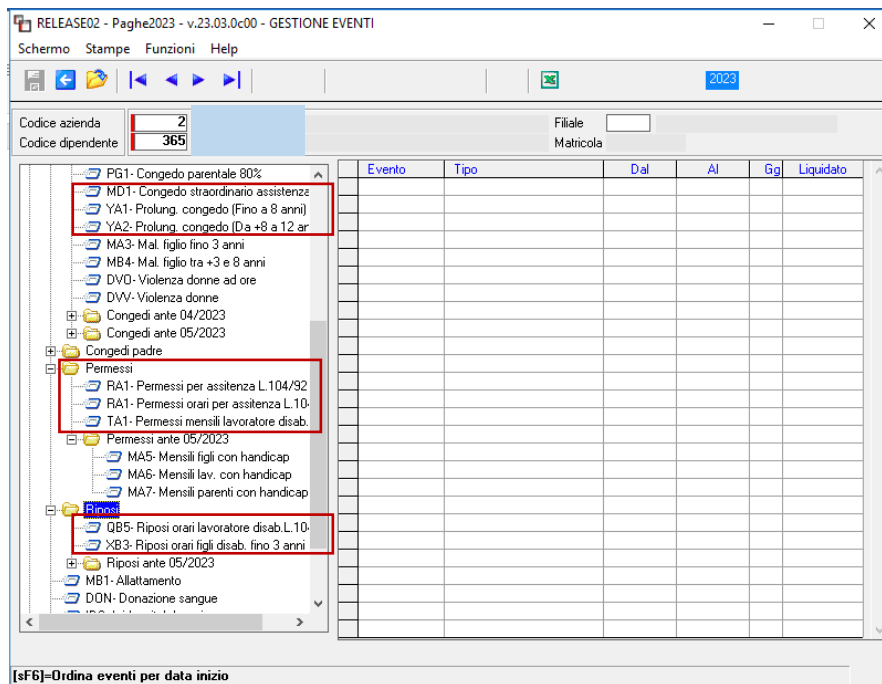 RELEASE02 - Paghe2023 - v.23.03.0c00 - GESTIONE EVENTI
Schermo Stampe Funzioni Help
2023
Codice azienda 2 Filiale
Codice dipendente 365 Matricola
Evento Tipo Dal Al Gg Liquidato
PG1- Congedo parentale 80%
MD1- Congedo straordinario assistenza
YA1- Prolung. congedo (Fino a 8 anni)
YA2- Prolung. congedo (Da +8 a 12 an
MA3- Mal. figlio fino 3 anni
MB4- Mal. figlio tra +3 e 8 anni
DVO- Violenza donne ad ore
DVV- Violenza donne
Congedi ante 04/2023
Congedi ante 05/2023
Congedi padre
Permessi
RA1- Permessi per assitenza L.104/92
RA1- Permessi orari per assitenza L.10
TA1- Permessi mensili lavoratore disab.
Permessi ante 05/2023
MA5- Mensili figli con handicap
MA6- Mensili lav. con handicap
MA7- Mensili parenti con handicap
Riposi
QB5- Riposi orari lavoratore disab.L.10
XB3- Riposi orari figli disab. fino 3 anni
Riposi ante 05/2023
MB1- Allattamento
DON- Donazione sangue
[sF6]=Ordina eventi per data inizio